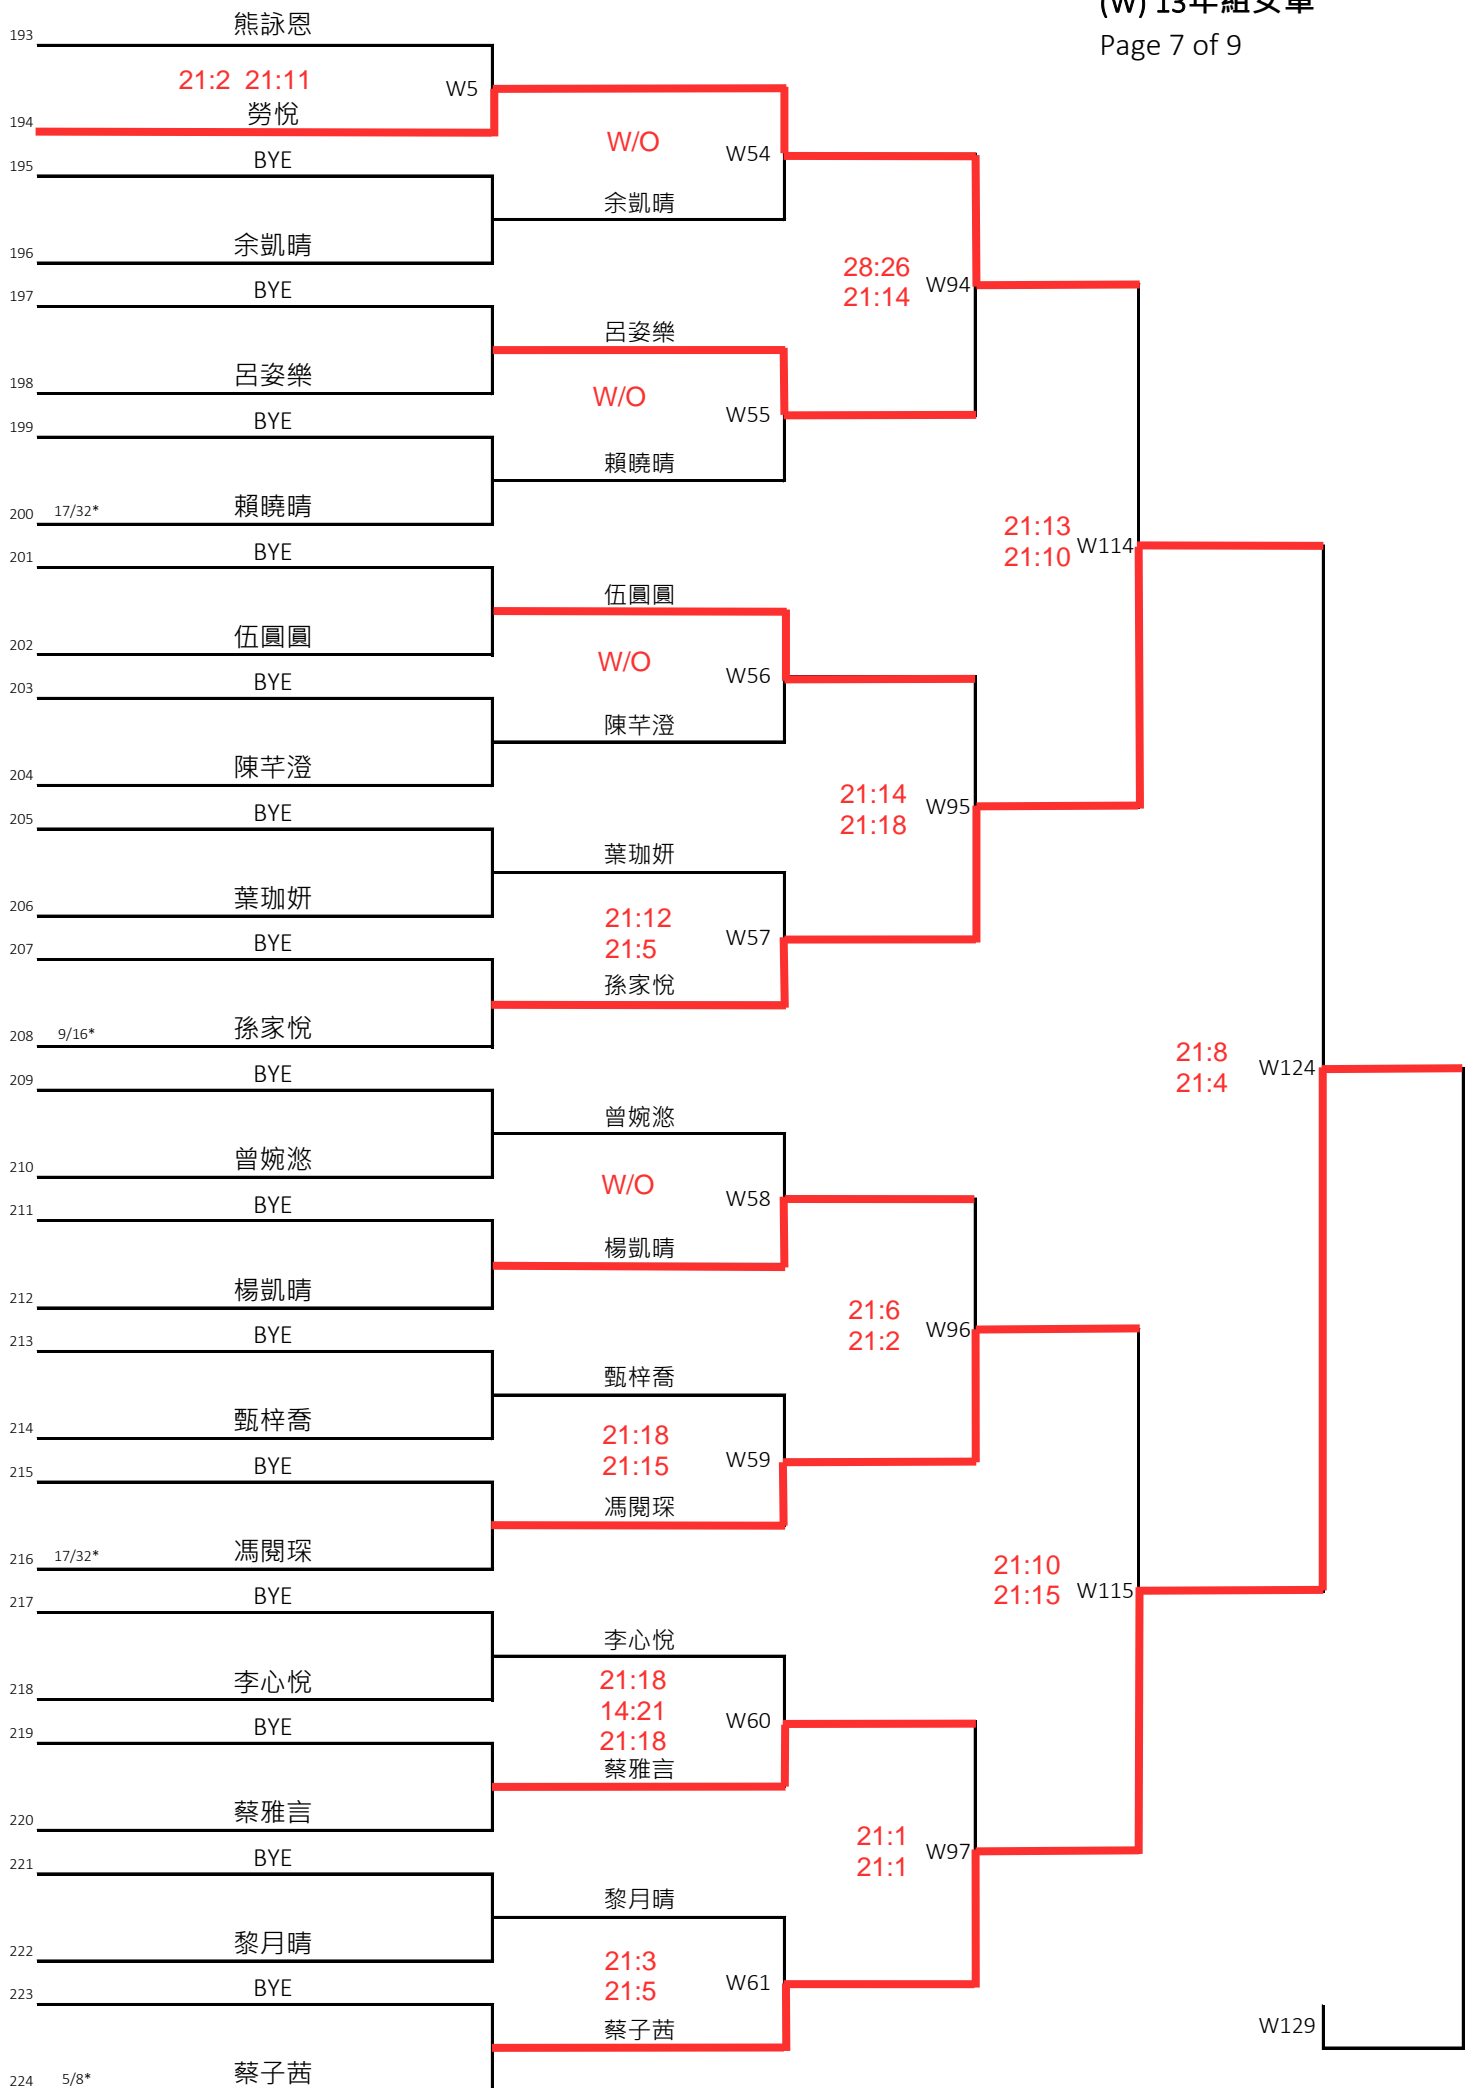 (W) 13年組女單
Page 7 of 9
193 熊詠恩
21:2 21:11
W5
194 勞悅
W/O
W54
195 BYE
余凱晴
196 余凱晴
28:26
21:14
W94
197 BYE
呂姿樂
198 呂姿樂
W/O
W55
199 BYE
賴曉晴
200 17/32* 賴曉晴
21:13
21:10
W114
201 BYE
伍圓圓
202 伍圓圓
W/O
W56
203 BYE
陳芊澄
204 陳芊澄
21:14
21:18
W95
205 BYE
葉珈妍
206 葉珈妍
21:12
21:5
W57
207 BYE
孫家悅
208 9/16* 孫家悅
21:8
21:4
W124
209 BYE
曾婉滺
210 曾婉滺
W/O
W58
211 BYE
楊凱晴
212 楊凱晴
21:6
21:2
W96
213 BYE
甄梓喬
214 甄梓喬
21:18
21:15
W59
215 BYE
馮閱琛
216 17/32* 馮閱琛
21:10
21:15
W115
217 BYE
李心悅
218 李心悅
21:18
14:21
21:18
W60
219 BYE
蔡雅言
220 蔡雅言
21:1
21:1
W97
221 BYE
黎月晴
222 黎月晴
21:3
21:5
W61
223 BYE
蔡子茜
W129
224 5/8* 蔡子茜